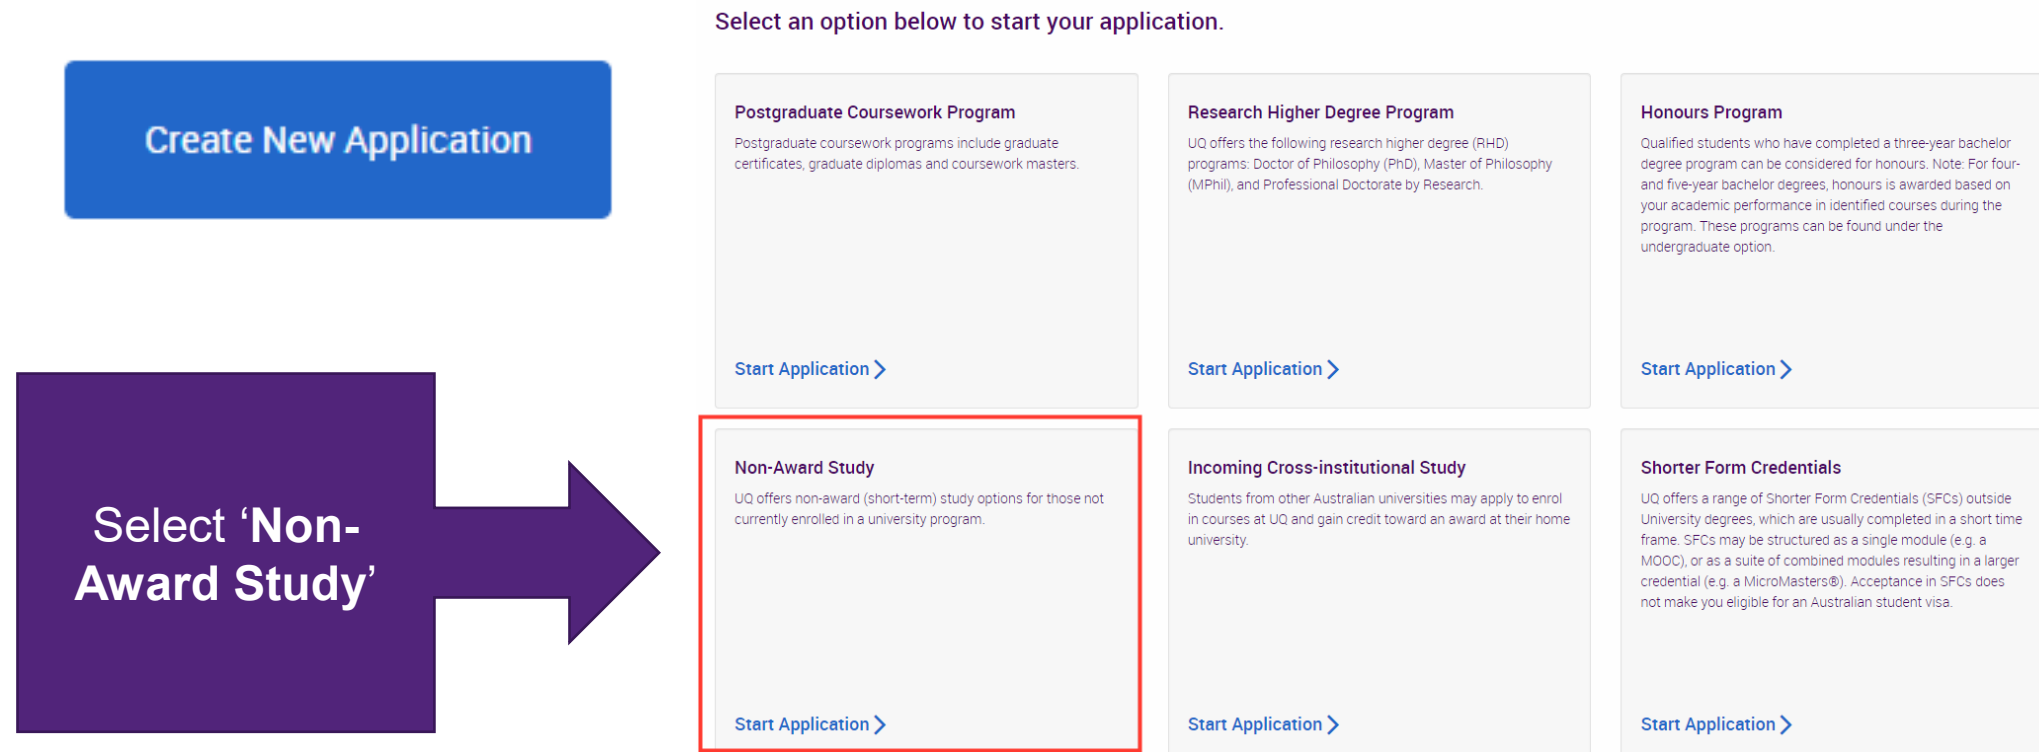 Select an option below to start your application.
Create New Application
Postgraduate Coursework Program
Postgraduate coursework programs include graduate
certificates, graduate diplomas and coursework masters.
Start Application
Research Higher Degree Program
UQ offers the following research higher degree (RHD)
programs: Doctor of Philosophy (PhD), Master of Philosophy
(MPhil), and Professional Doctorate by Research.
Start Application
Honours Program
Qualified students who have completed a three-year bachelor
degree program can be considered for honours. Note: For four-
and five-year bachelor degrees, honours is awarded based on
your academic performance in identified courses during the
program. These programs can be found under the
undergraduate option.
Start Application
Select ‘Non-
Award Study’
Non-Award Study
UQ offers non-award (short-term) study options for those not
currently enrolled in a university program.
Start Application
Incoming Cross-institutional Study
Students from other Australian universities may apply to enrol
in courses at UQ and gain credit toward an award at their home
university.
Start Application
Shorter Form Credentials
UQ offers a range of Shorter Form Credentials (SFCs) outside
University degrees, which are usually completed in a short time
frame. SFCs may be structured as a single module (e.g. a
MOOC), or as a suite of combined modules resulting in a larger
credential (e.g. a MicroMasters®). Acceptance in SFCs does
not make you eligible for an Australian student visa.
Start Application